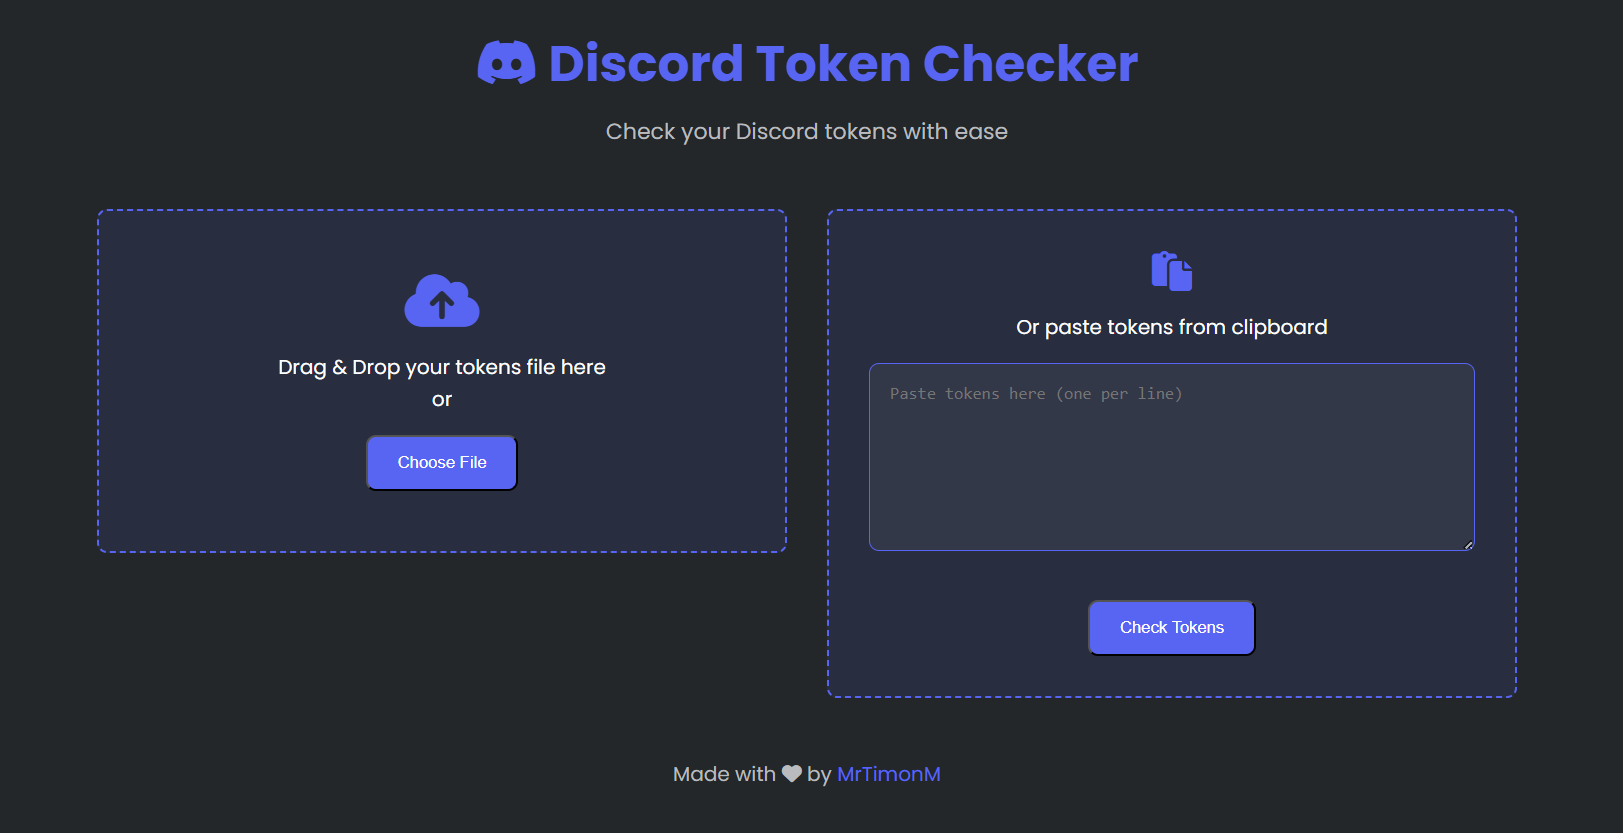 Discord Token Checker
Check your Discord tokens with ease
Drag & Drop your tokens file here
or
Choose File
Or paste tokens from clipboard
Paste tokens here (one per line)
Check Tokens
Made with by MrTimonM